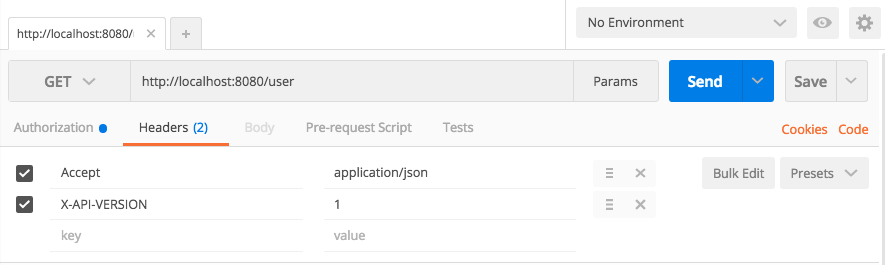 http://localhost:8080/
No Environment
GET
http://localhost:8080/user
Params
Send
Save
Authorization
Headers (2)
Body
Pre-request Script
Tests
Cookies
Code
Accept
application/json
Bulk Edit
Presets
X-API-VERSION
1
key
value